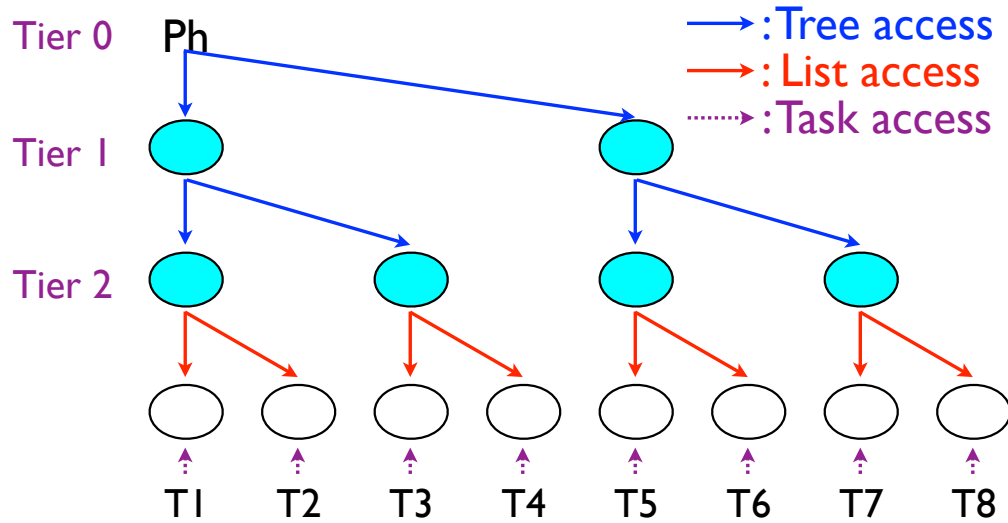 Tier 0
Ph
: Tree access
: List access
: Task access
Tier 1
Tier 2
T1 T2 T3 T4 T5 T6 T7 T8